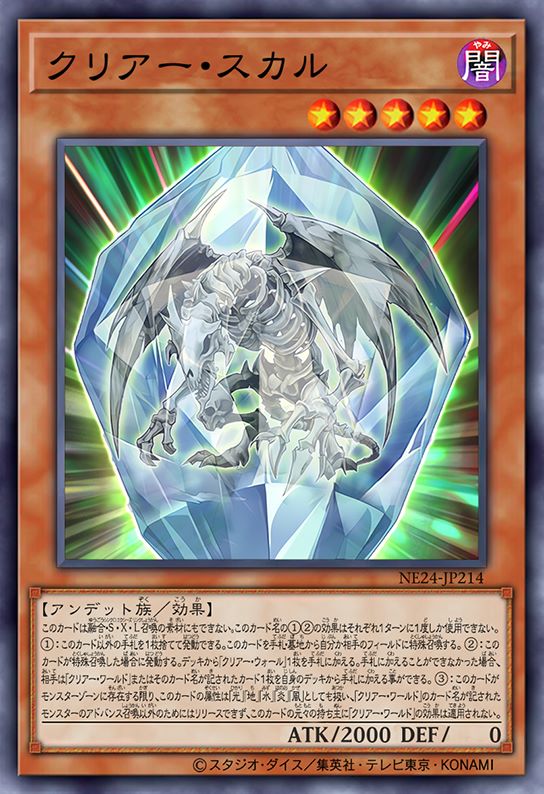 クリアー・スカル
闇
NE24-JP214
【アンデット族/効果】
このカードは融合・S・X・L召喚の素材にもできない。このカード名の①②の効果はそれぞれ1ターンに1度しか使用できない。
①:このカード以外の手札を1枚捨てて発動できる。このカードを手札・墓地から自分か相手のフィールドに特殊召喚する。②:この
カードが特殊召喚した場合に発動する。デッキから「クリアー・ウォール」1枚を手札に加える。手札に加えることができなかった場合、
相手は「クリアー・ワールド」またはそのカード名が記されたカード1枚を自身のデッキから手札に加える事ができる。③:このカードが
モンスターゾーンに存在する限り、このカードの属性は「光」「地」「水」「炎」「風」としても扱い、「クリアー・ワールド」のカード名が記された
モンスターのアドバンス召喚以外のためにはリリースできず、このカードの元々の持ち主に「クリアー・ワールド」の効果は適用されない。
ATK/2000 DEF/ 0
©スタジオ・ダイス/集英社・テレビ東京・KONAMI